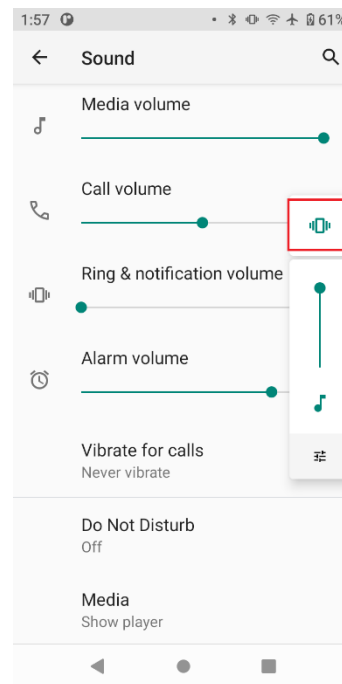 1:57
61%
Sound
Media volume
Call volume
Ring & notification volume
Alarm volume
Vibrate for calls
Never vibrate
Do Not Disturb
Off
Media
Show player